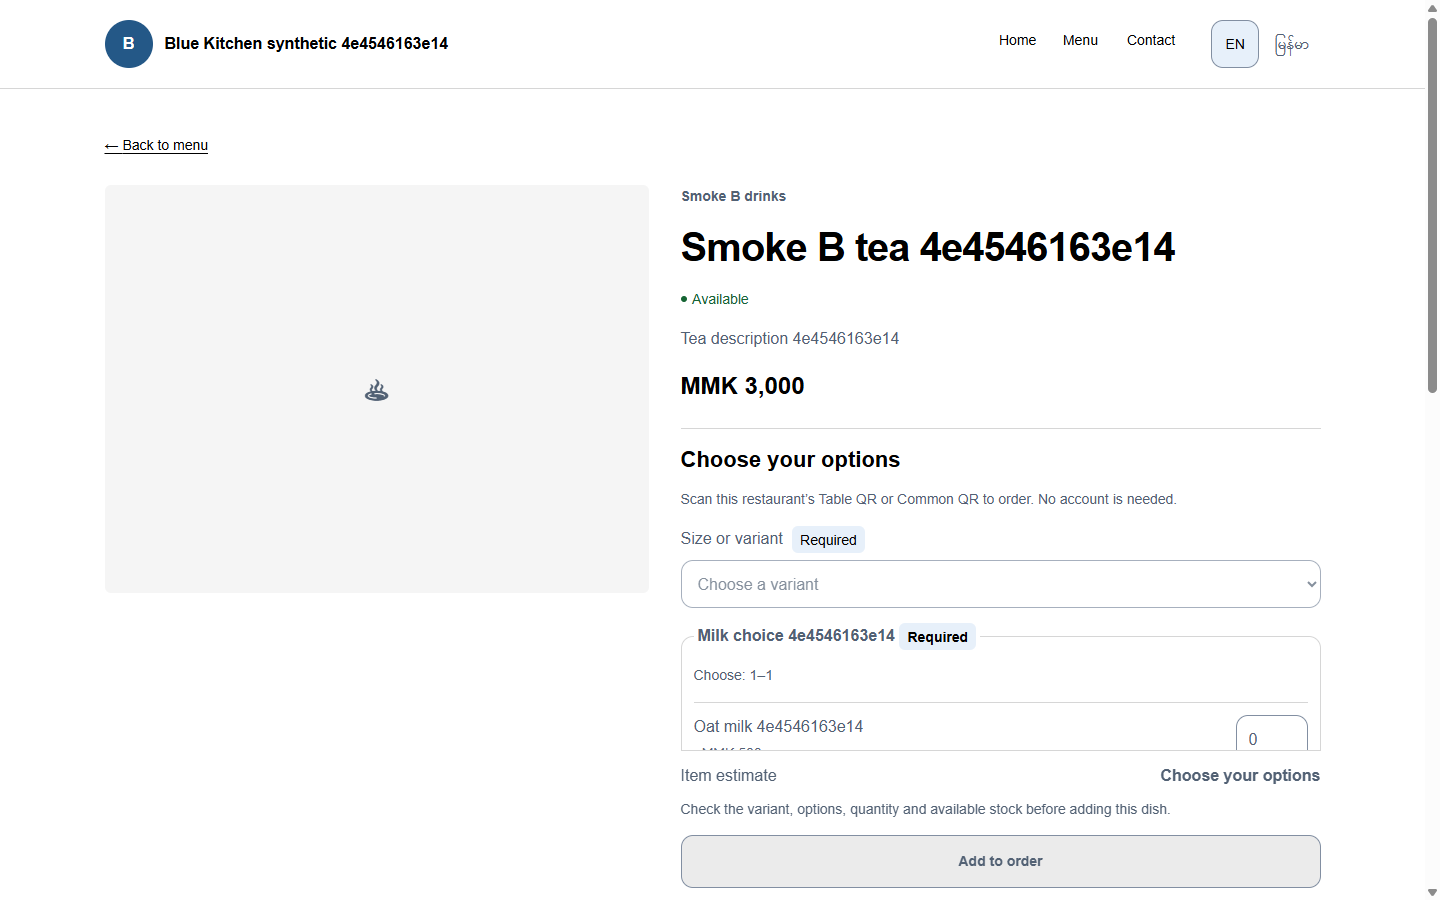 B
Blue Kitchen synthetic 4e4546163e14
Home
Menu
Contact
EN
မြန်မာ
← Back to menu
Smoke B drinks
Smoke B tea 4e4546163e14
Available
Tea description 4e4546163e14
MMK 3,000
Choose your options
Scan this restaurant’s Table QR or Common QR to order. No account is needed.
Size or variant Required
Choose a variant
Milk choice 4e4546163e14 Required
Choose: 1–1
Oat milk 4e4546163e14
0
Item estimate
Choose your options
Check the variant, options, quantity and available stock before adding this dish.
Add to order